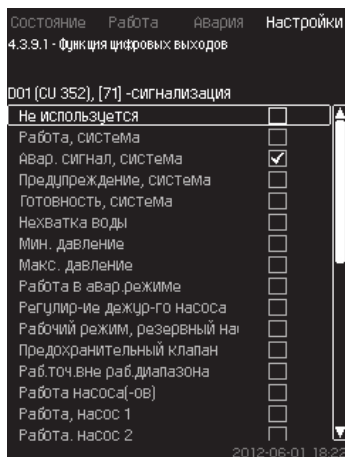 Состояние Работа Авария Настройки
4.3.9.1 - Функция цифровых выходов
DO1 (CU 352), [71] -сигнализация
Не используется
Работа, система
Авар. сигнал, система
Предупреждение, система
Готовность, система
Нехватка воды
Мин. давление
Макс. давление
Работа в авар.режиме
Регулир-ие дежур-го насоса
Рабочий режим, резервный на
Предохранительный клапан
Раб.точ.вне раб.диапазона
Работа насоса(-ов)
Работа, насос 1
Работа. насос 2
2012-06-01 18:22